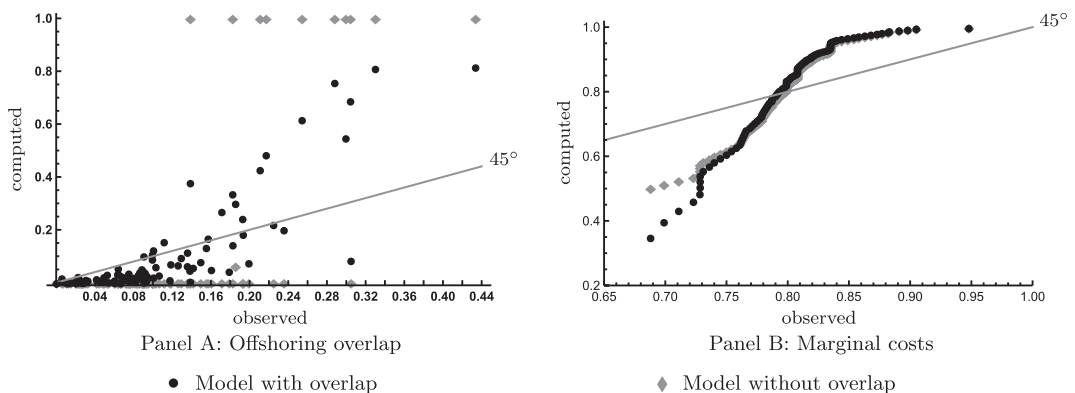 1.0
0.8
0.6
0.4
0.2
computed
45°
0.04 0.08 0.12 0.16 0.20 0.24 0.28 0.32 0.36 0.40 0.44
observed
Panel A: Offshoring overlap
1.0
0.8
0.6
0.4
0.2
computed
45°
0.65 0.70 0.75 0.80 0.85 0.90 0.95 1.00
observed
Panel B: Marginal costs
Model with overlap
Model without overlap